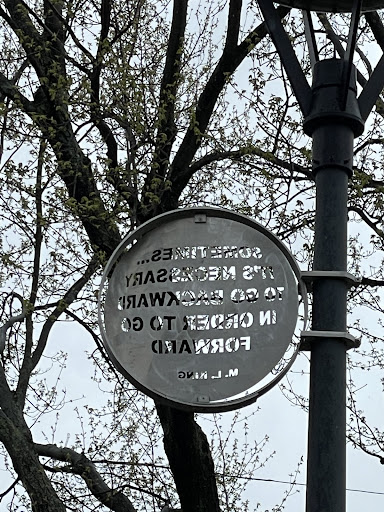 SOMETIMES...
IT'S NECESSARY
TO GO BACKWARD
IN ORDER TO GO
FORWARD
M. L. KING